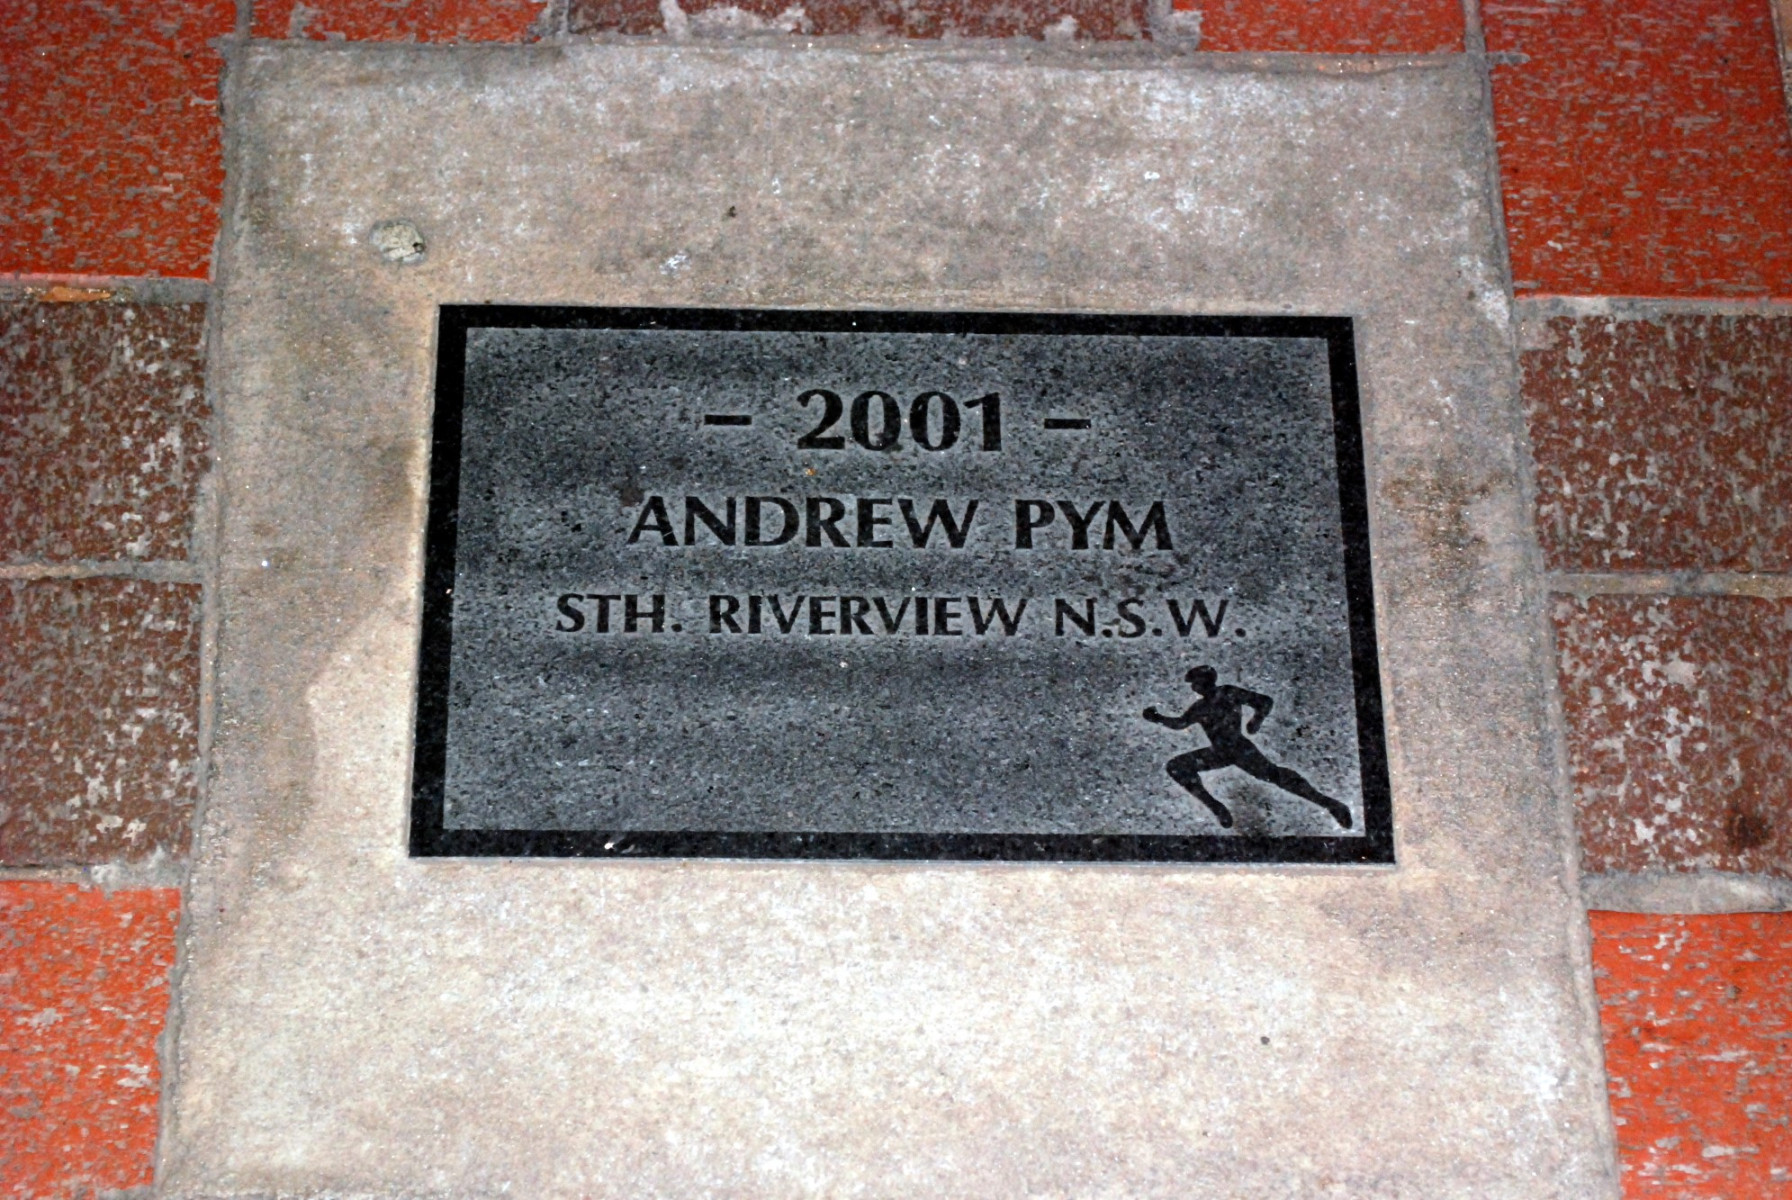 - 2001 -
ANDREW PYM
STH. RIVERVIEW N.S.W.